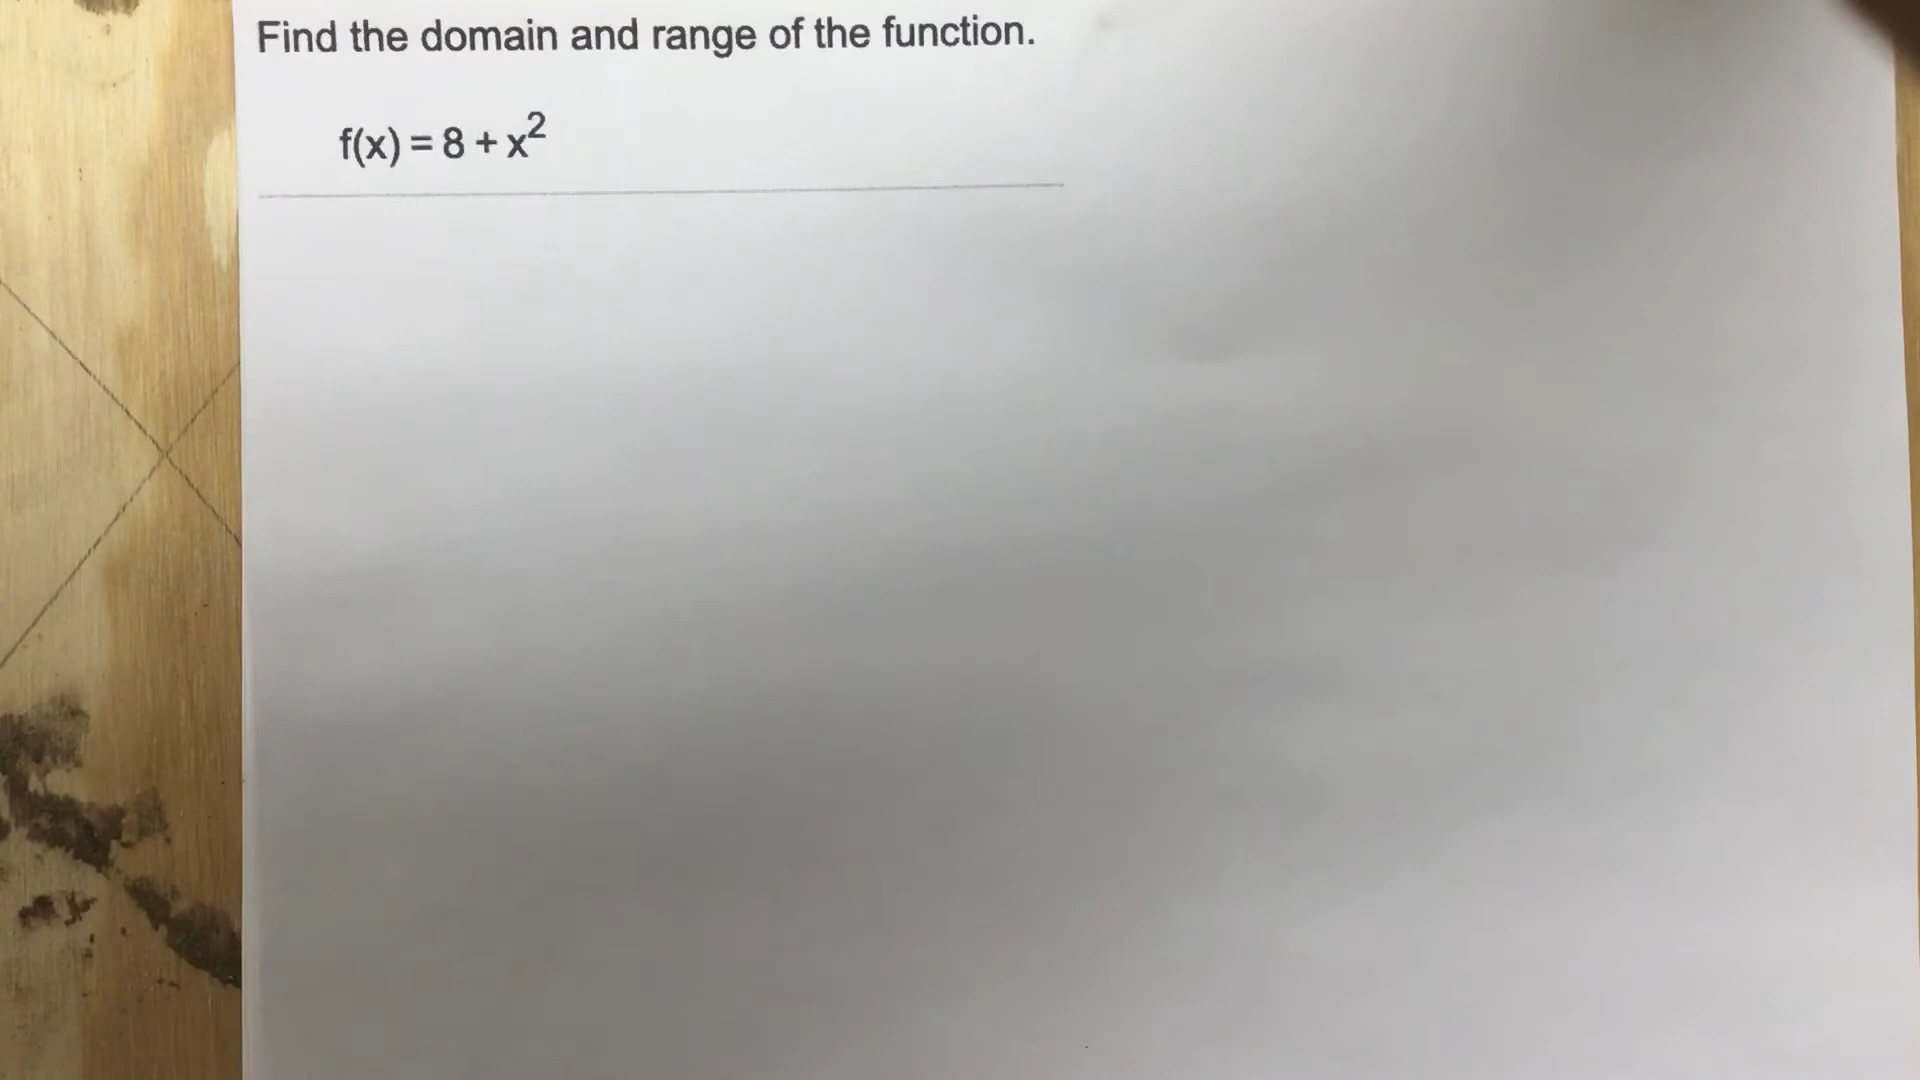 Find the domain and range of the function.
f(x) = 8 + x²